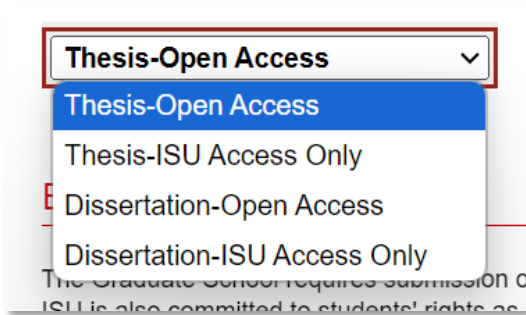 Thesis-Open Access
Thesis-Open Access
Thesis-ISU Access Only
Dissertation-Open Access
Dissertation-ISU Access Only
The Graduate School requires submission o
ISU is also committed to students' rights as